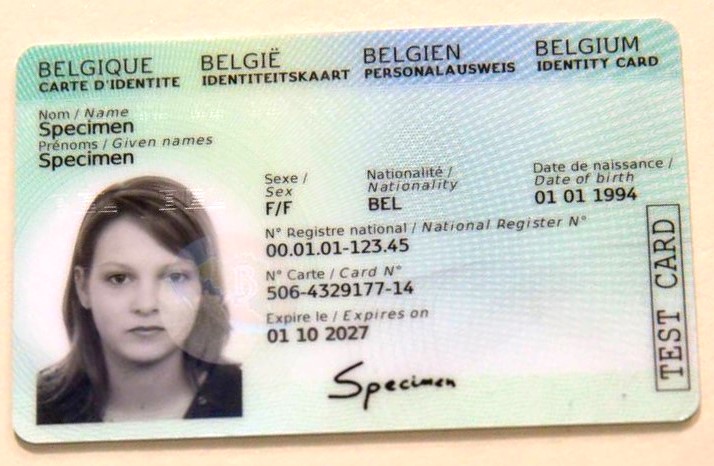 BELGIQUE BELGIË BELGIEN BELGIUM
CARTE D'IDENTITE IDENTITEITSKAART PERSONALAUSWEIS IDENTITY CARD
Nom / Name
Specimen
Prénoms / Given names
Specimen
Sexe / Nationalité / Date de naissance /
Sex Nationality Date of birth
F/F BEL 01 01 1994
N° Registre national / National Register N°
00.01.01-123.45
N° Carte / Card N°
506-4329177-14
Expire le / Expires on
01 10 2027
Specimen
TEST CARD